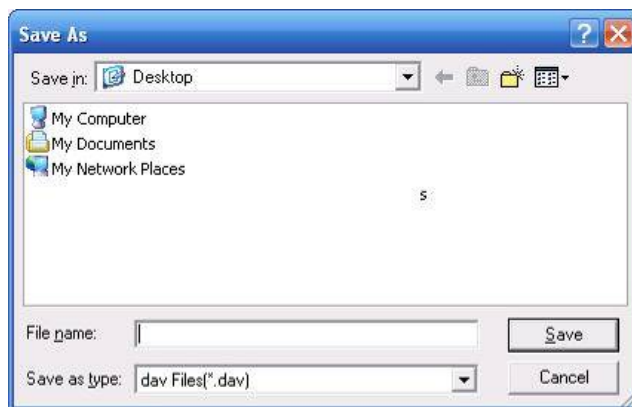 Save As
Save in: Desktop
My Computer
My Documents
My Network Places
s
File name:
Save
Save as type: dav Files(*.dav)
Cancel